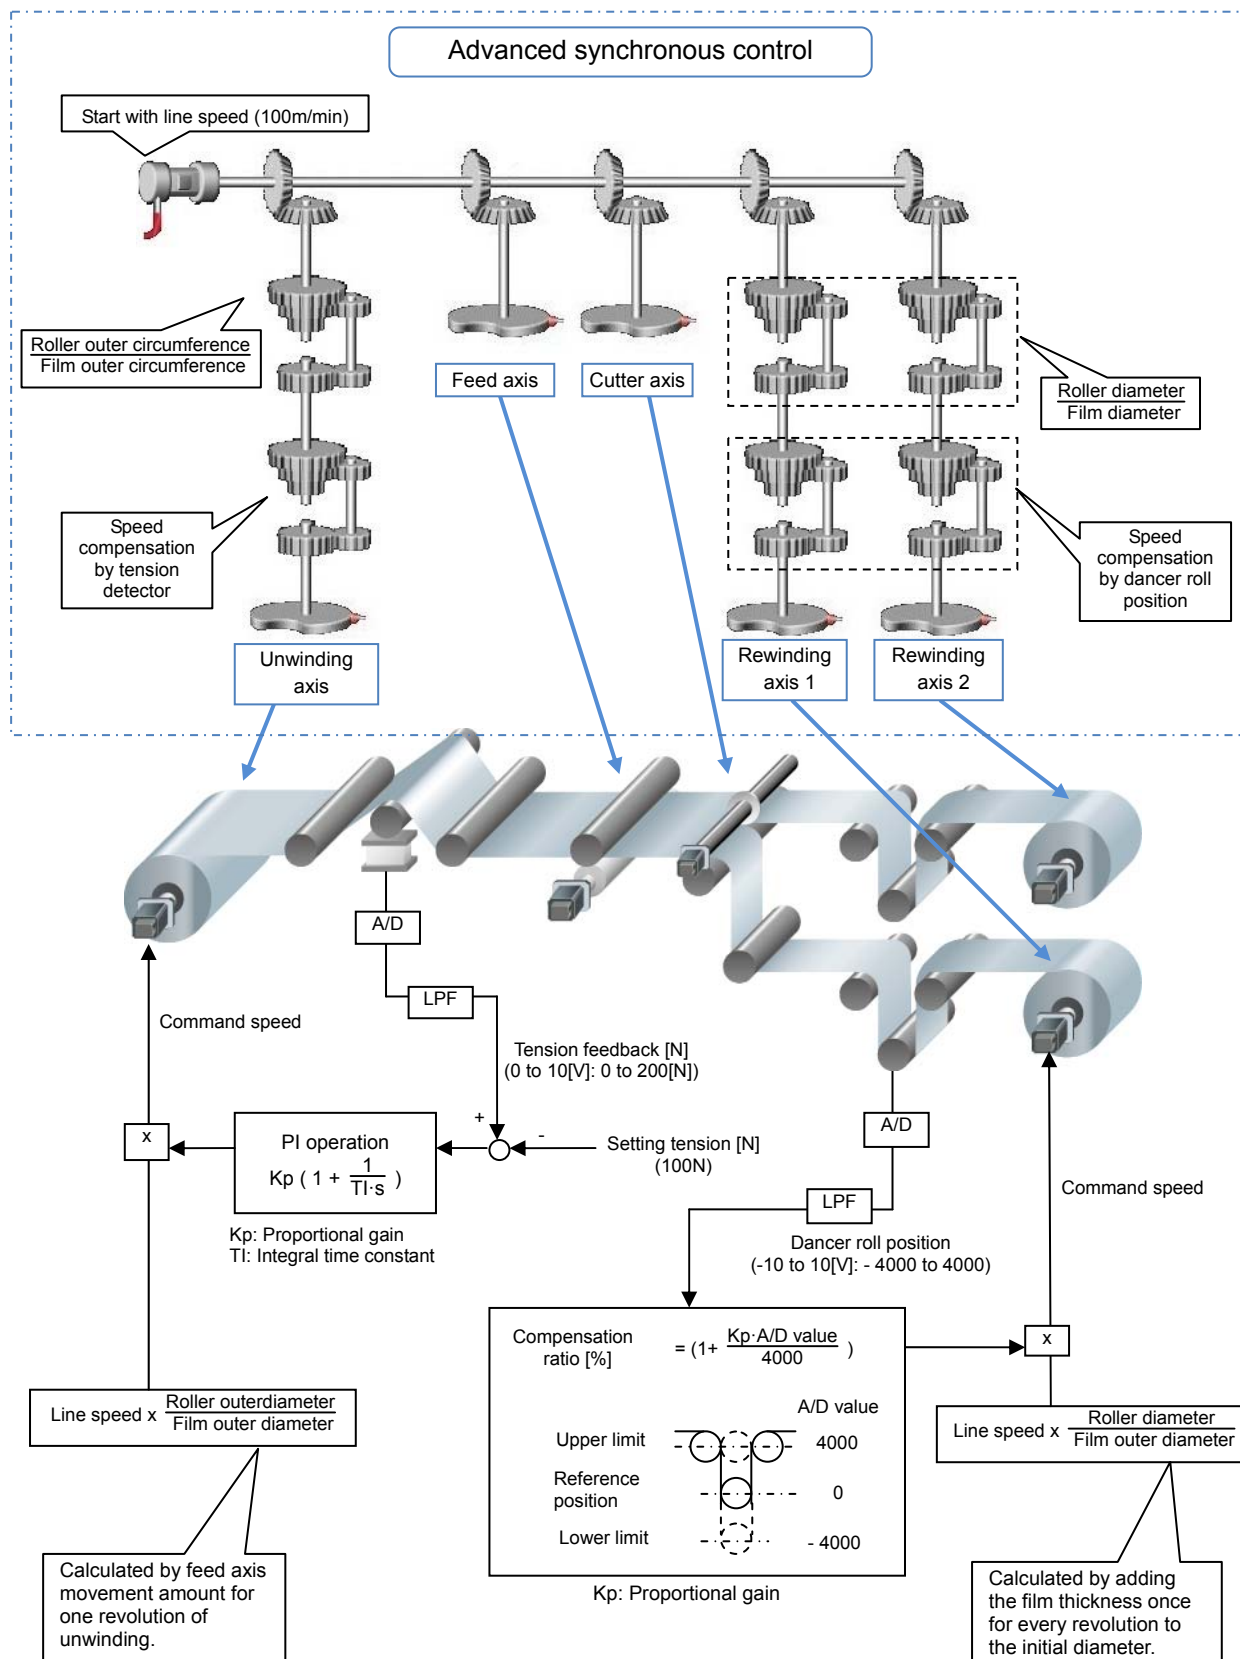 Advanced synchronous control
Start with line speed (100m/min)
Roller outer circumference
Film outer circumference
Feed axis
Cutter axis
Roller diameter
Film diameter
Speed
compensation
by tension
detector
Speed
compensation
by dancer roll
position
Unwinding
axis
Rewinding
axis 1
Rewinding
axis 2
A/D
LPF
Command speed
Tension feedback [N]
(0 to 10[V]: 0 to 200[N])
+
-
x
PI operation
Kp ( 1 + 1 )
TI·s
Setting tension [N]
(100N)
Kp: Proportional gain
TI: Integral time constant
A/D
LPF
Command speed
Dancer roll position
(-10 to 10[V]: - 4000 to 4000)
Compensation
ratio [%]
= (1+ Kp·A/D value )
4000
x
A/D value
Upper limit 4000
Reference
position 0
Lower limit - 4000
Kp: Proportional gain
Line speed x Roller outerdiameter
Film outer diameter
Line speed x Roller diameter
Film outer diameter
Calculated by feed axis
movement amount for
one revolution of
unwinding.
Calculated by adding
the film thickness once
for every revolution to
the initial diameter.